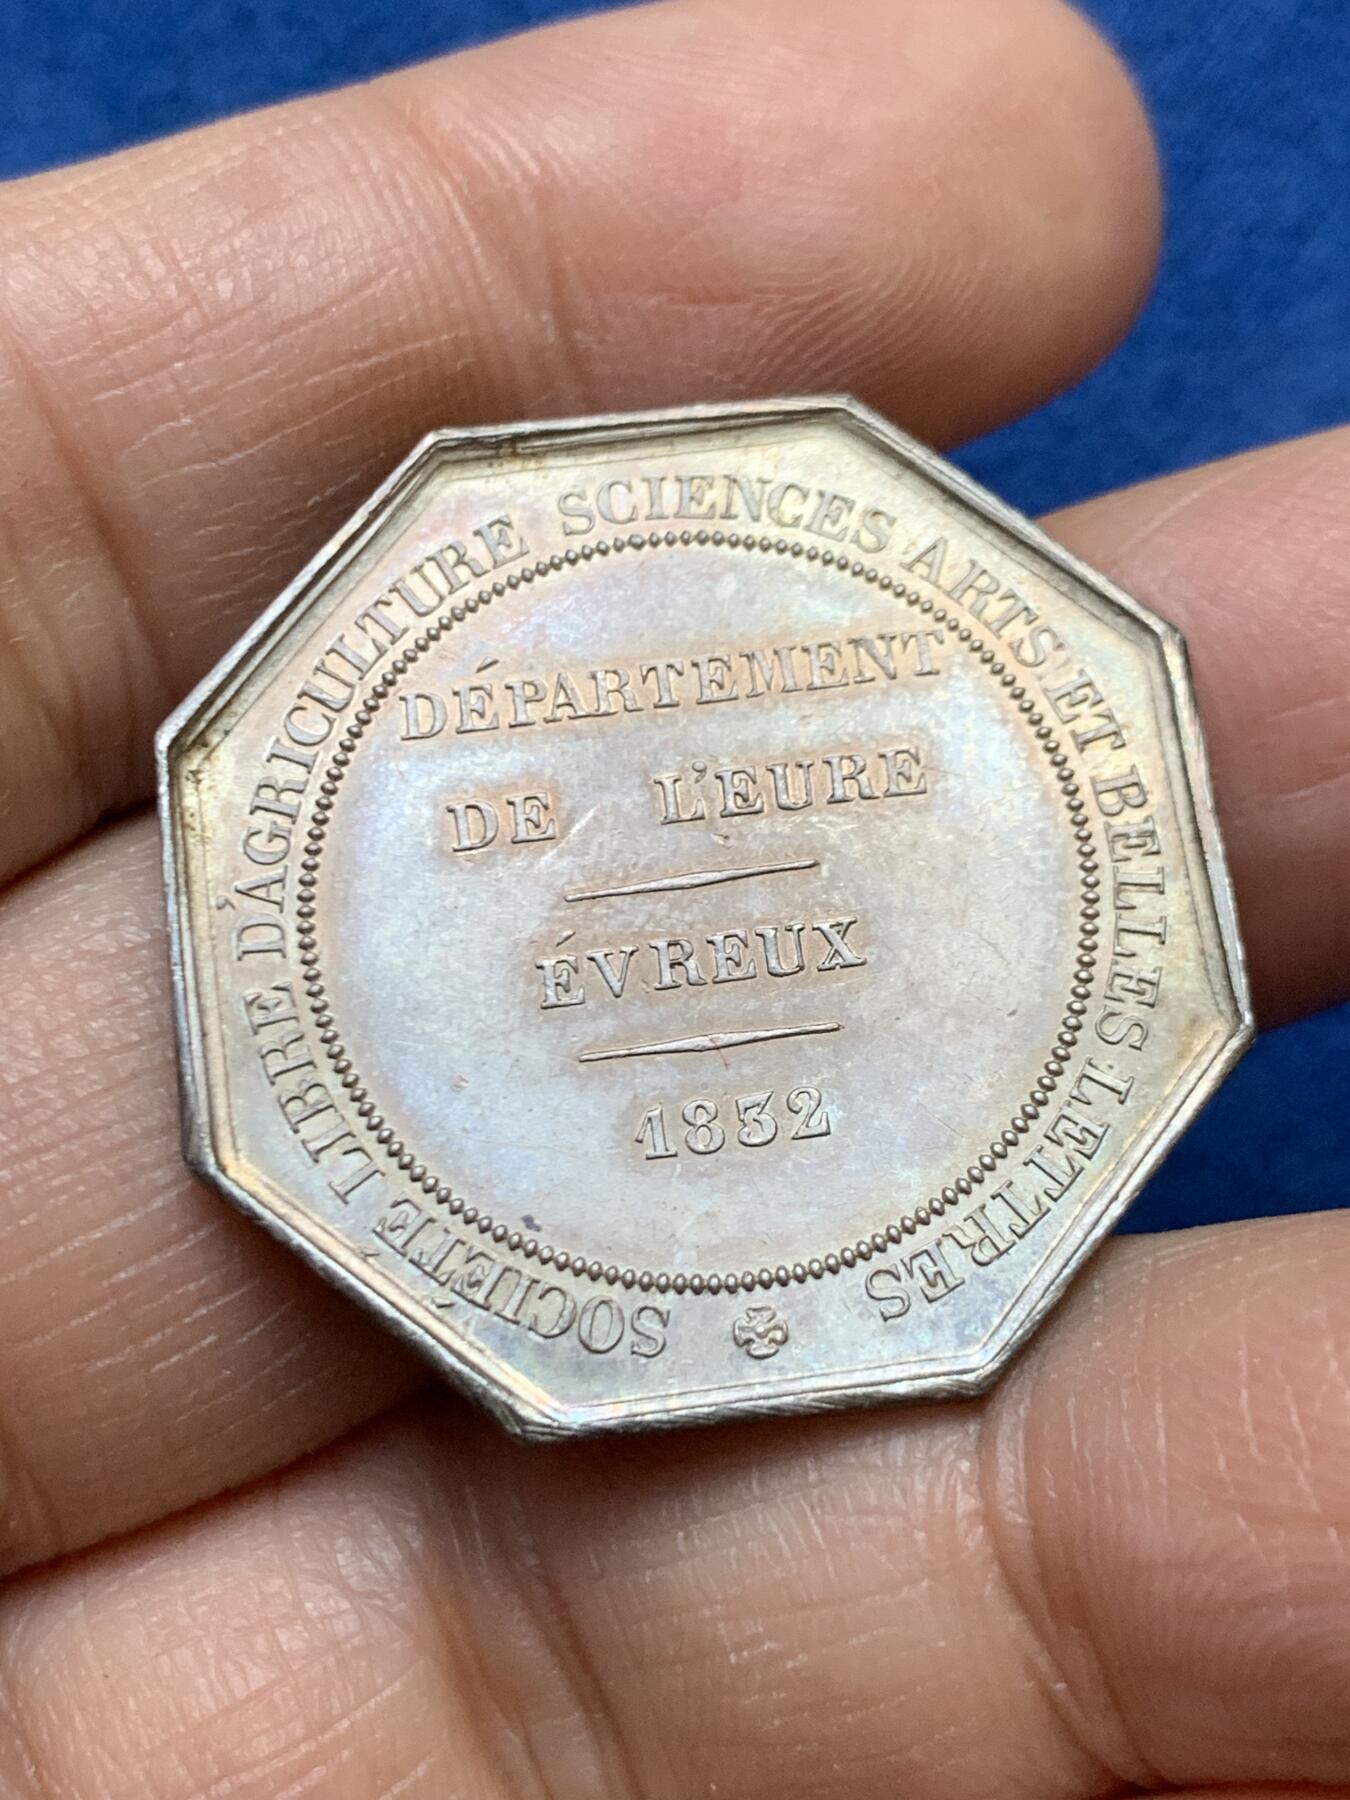 SOCIÉTÉ LIBRE D'AGRICULTURE SCIENCES ARTS ET BELLES LETTRES
DÉPARTEMENT
DE L'EURE
ÉVREUX
1832